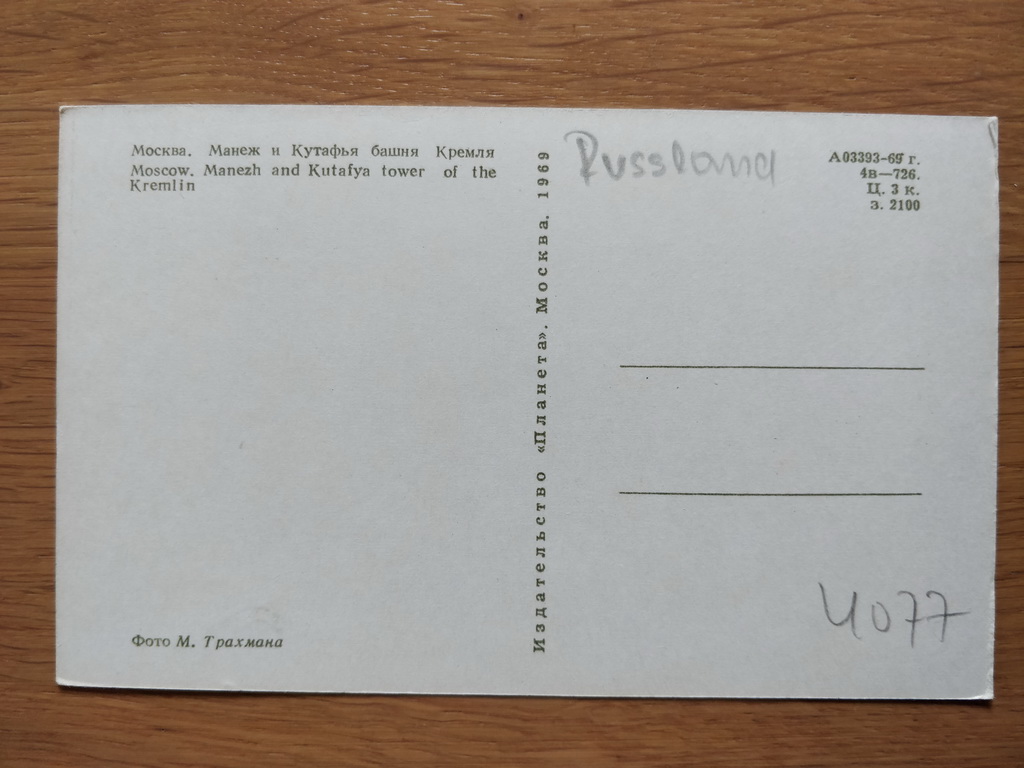 Москва. Манеж и Кутафья башня Кремля
Moscow. Manezh and Kutafya tower of the
Kremlin
Фото М. Трахмана
Издательство «Планета». Москва. 1969
Russland
А03393-69 г.
4в—726.
Ц. 3 к.
з. 2100
4077